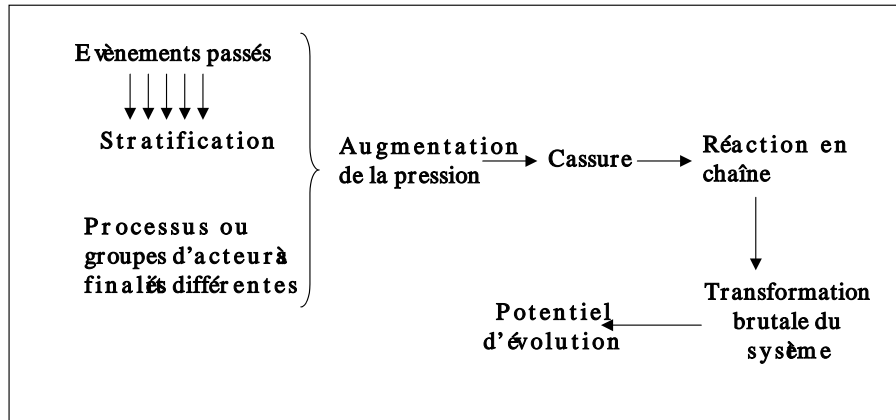 Evènements passés
Stratification
Processus ou
groupes d'acteurs à
finalités différentes
Augmentation
de la pression
Cassure
Réaction en
chaîne
Transformation
brutale du
système
Potentiel
d'évolution